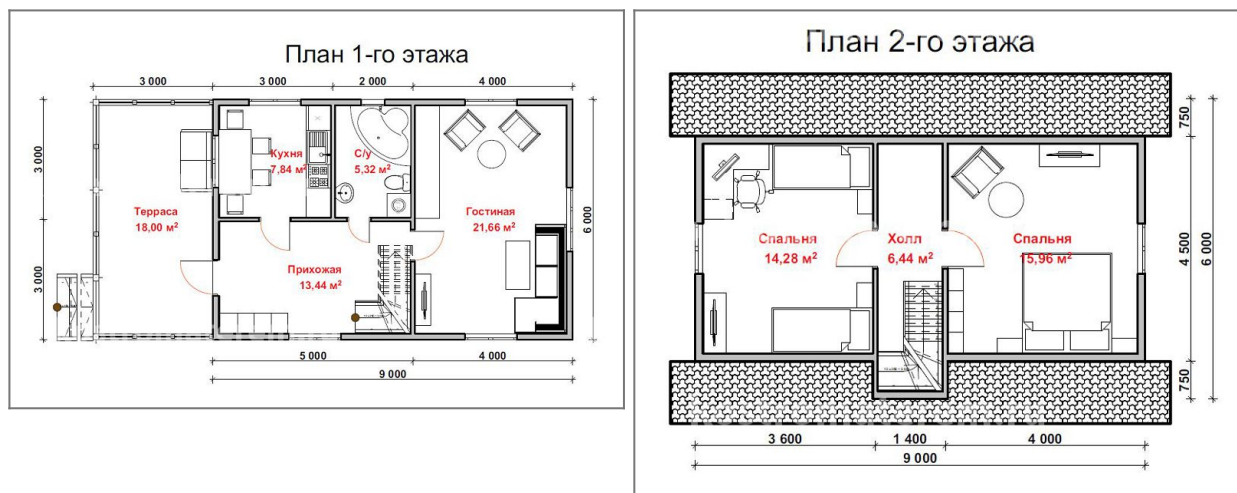 План 1-го этажа
3 000
3 000
2 000
4 000
3 000
3 000
6 000
Кухня
7,84 м²
С/у
5,32 м²
Терраса
18,00 м²
Гостиная
21,66 м²
Прихожая
13,44 м²
5 000
4 000
9 000
План 2-го этажа
750
4 500
6 000
750
Спальня
14,28 м²
Холл
6,44 м²
Спальня
15,96 м²
3 600
1 400
4 000
9 000